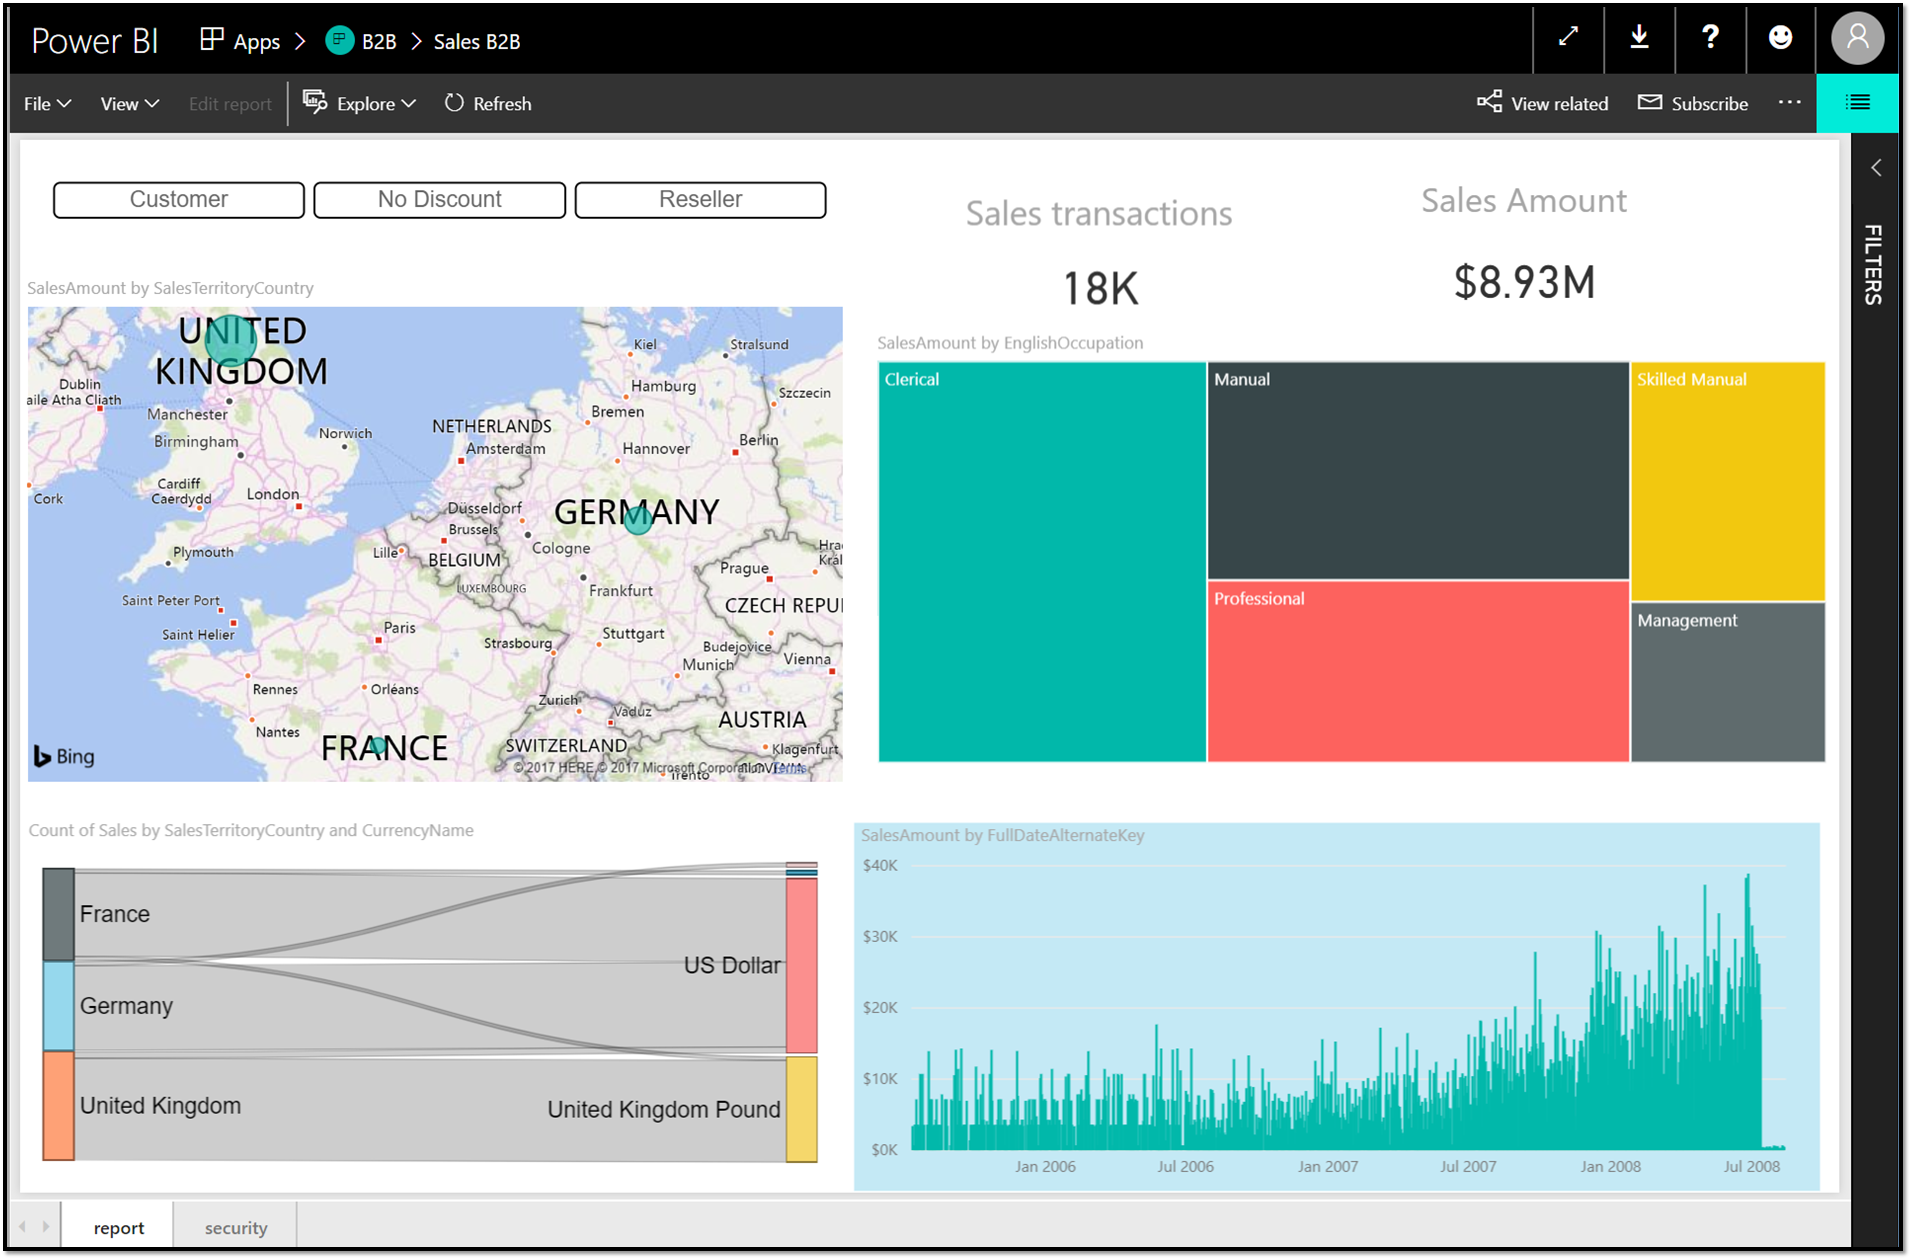 Power BI
Apps
B2B
Sales B2B
File
View
Edit report
Explore
Refresh
View related
Subscribe
FILTERS
Customer
No Discount
Reseller
Sales transactions
18K
Sales Amount
$8.93M
SalesAmount by SalesTerritoryCountry
UNITED
KINGDOM
Kiel
Stralsund
Dublin
aile Atha Cliath
Hamburg
Szczecin
Manchester
Bremen
Birmingham
Norwich
NETHERLANDS
Amsterdam
Hannover
Berlin
Cork
Cardiff
Caerdydd
London
Düsseldorf
GERMANY
Brussels
Plymouth
Lille
BELGIUM
Cologne
Hra
Král
Prague
LUXEMBOURG
Frankfurt
Saint Peter Port
CZECH REPU
Saint Helier
Paris
Strasbourg
Stuttgart
Budejovice
Munich
Vienna
Rennes
Orléans
Zurich
Vaduz
Nantes
FRANCE
SWITZERLAND
AUSTRIA
Klagenfurt
Bing
© 2017 HERE © 2017 Microsoft Corporation
Terms
Trento
SalesAmount by EnglishOccupation
Clerical
Manual
Skilled Manual
Professional
Management
Count of Sales by SalesTerritoryCountry and CurrencyName
France
Germany
United Kingdom
US Dollar
United Kingdom Pound
SalesAmount by FullDateAlternateKey
$40K
$30K
$20K
$10K
$0K
Jan 2006
Jul 2006
Jan 2007
Jul 2007
Jan 2008
Jul 2008
report
security